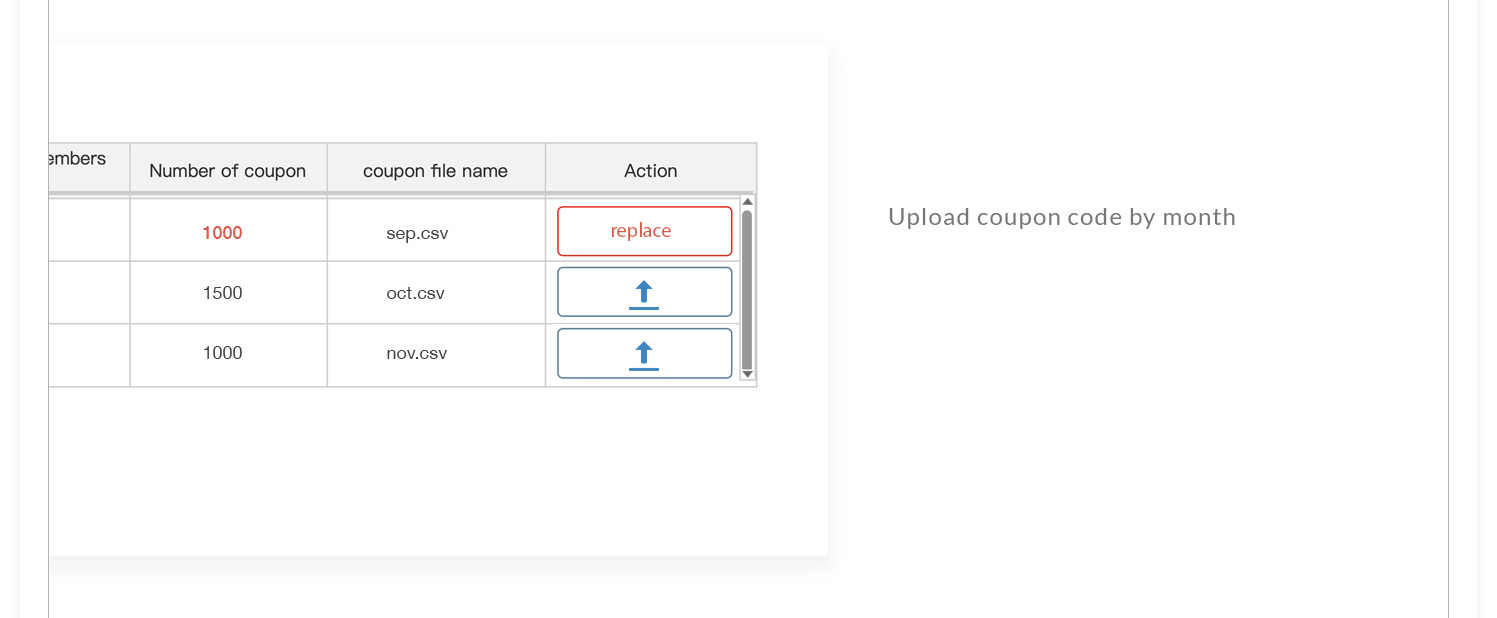 embers
Number of coupon
coupon file name
Action
1000
sep.csv
replace
1500
oct.csv
1000
nov.csv
Upload coupon code by month